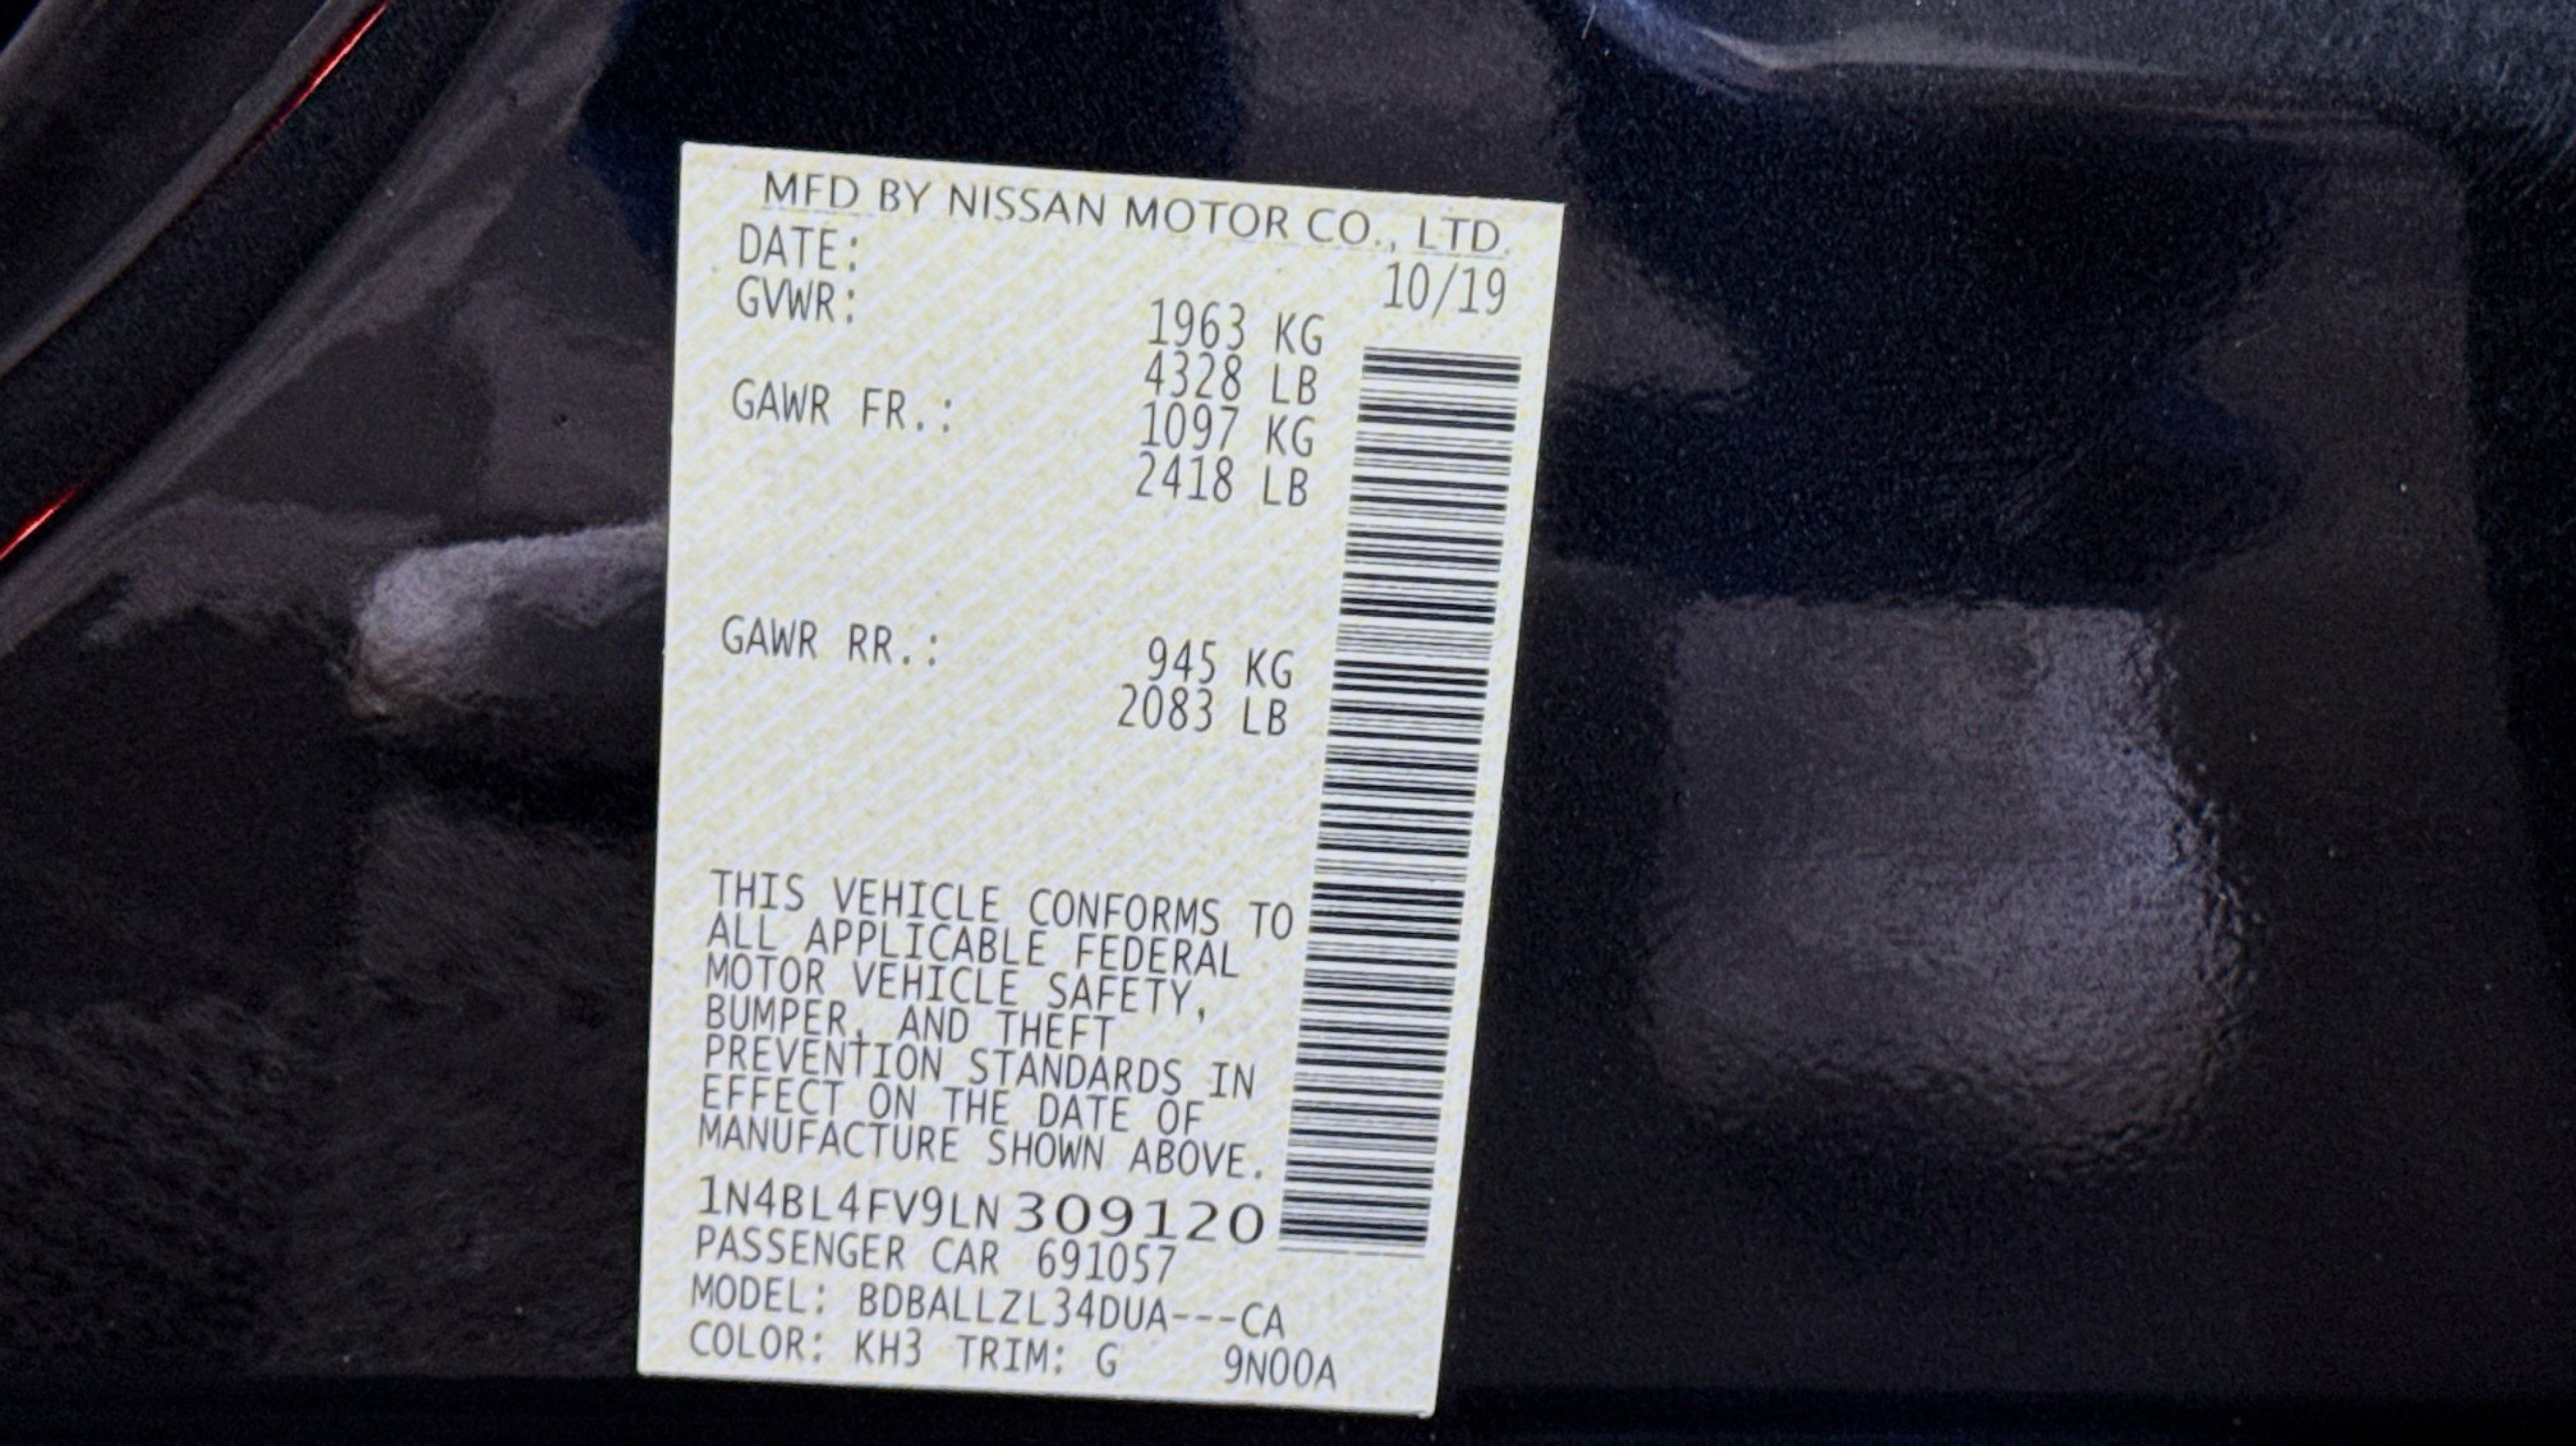 MFD BY NISSAN MOTOR CO., LTD.
DATE: 10/19
GVWR: 1963 KG
4328 LB
GAWR FR.: 1097 KG
2418 LB
GAWR RR.: 945 KG
2083 LB
THIS VEHICLE CONFORMS TO
ALL APPLICABLE FEDERAL
MOTOR VEHICLE SAFETY,
BUMPER, AND THEFT
PREVENTION STANDARDS IN
EFFECT ON THE DATE OF
MANUFACTURE SHOWN ABOVE.
1N4BL4FV9LN309120
PASSENGER CAR 691057
MODEL: BDBALLZL34DUA---CA
COLOR: KH3 TRIM: G 9N00A